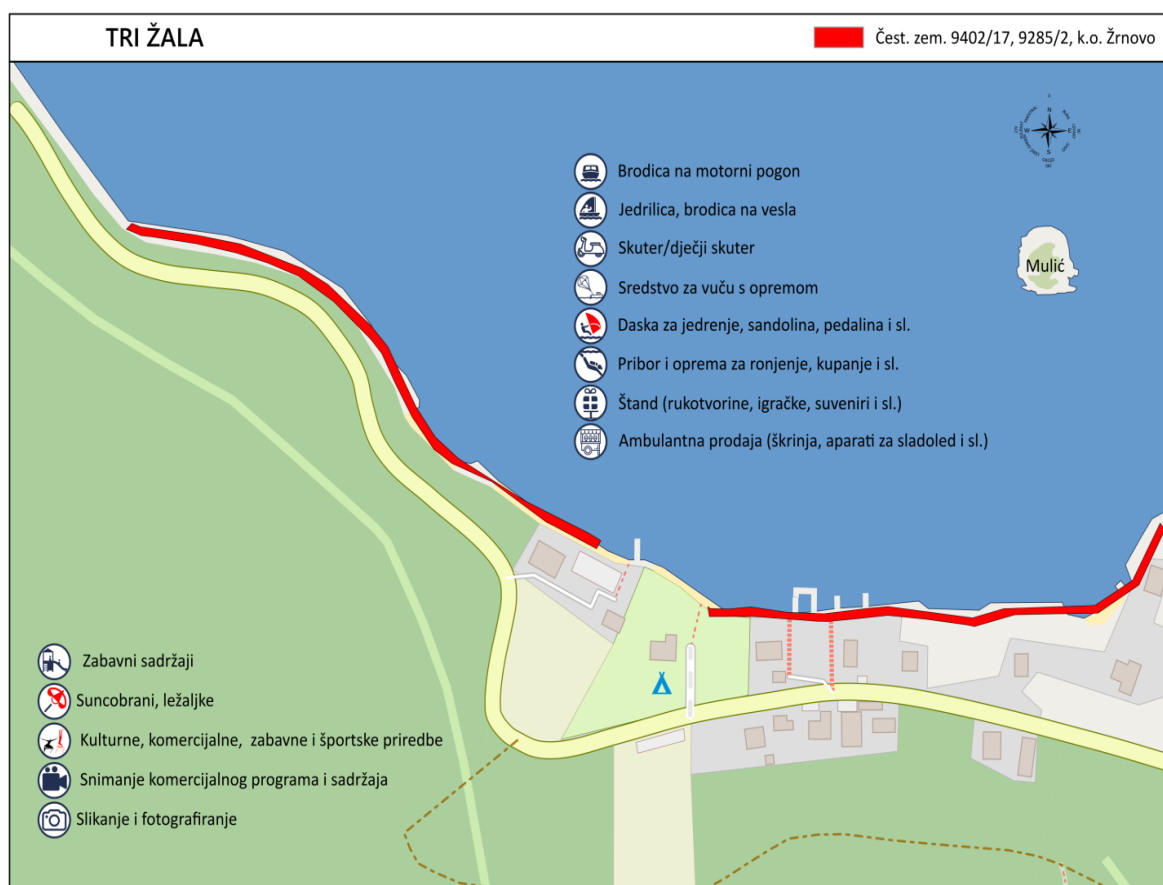 TRI ŽALA
Čest. zem. 9402/17, 9285/2, k.o. Žrnovo
N
W
E
S
Brodica na motorni pogon
Jedrilica, brodica na vesla
Skuter/dječji skuter
Mulić
Sredstvo za vuču s opremom
Daska za jedrenje, sandolina, pedalina i sl.
Pribor i oprema za ronjenje, kupanje i sl.
Štand (rukotvorine, igračke, suveniri i sl.)
Ambulantna prodaja (škrinja, aparati za sladoled i sl.)
Zabavni sadržaji
Suncobrani, ležaljke
Kulturne, komercijalne, zabavne i športske priredbe
Snimanje komercijalnog programa i sadržaja
Slikanje i fotografiranje